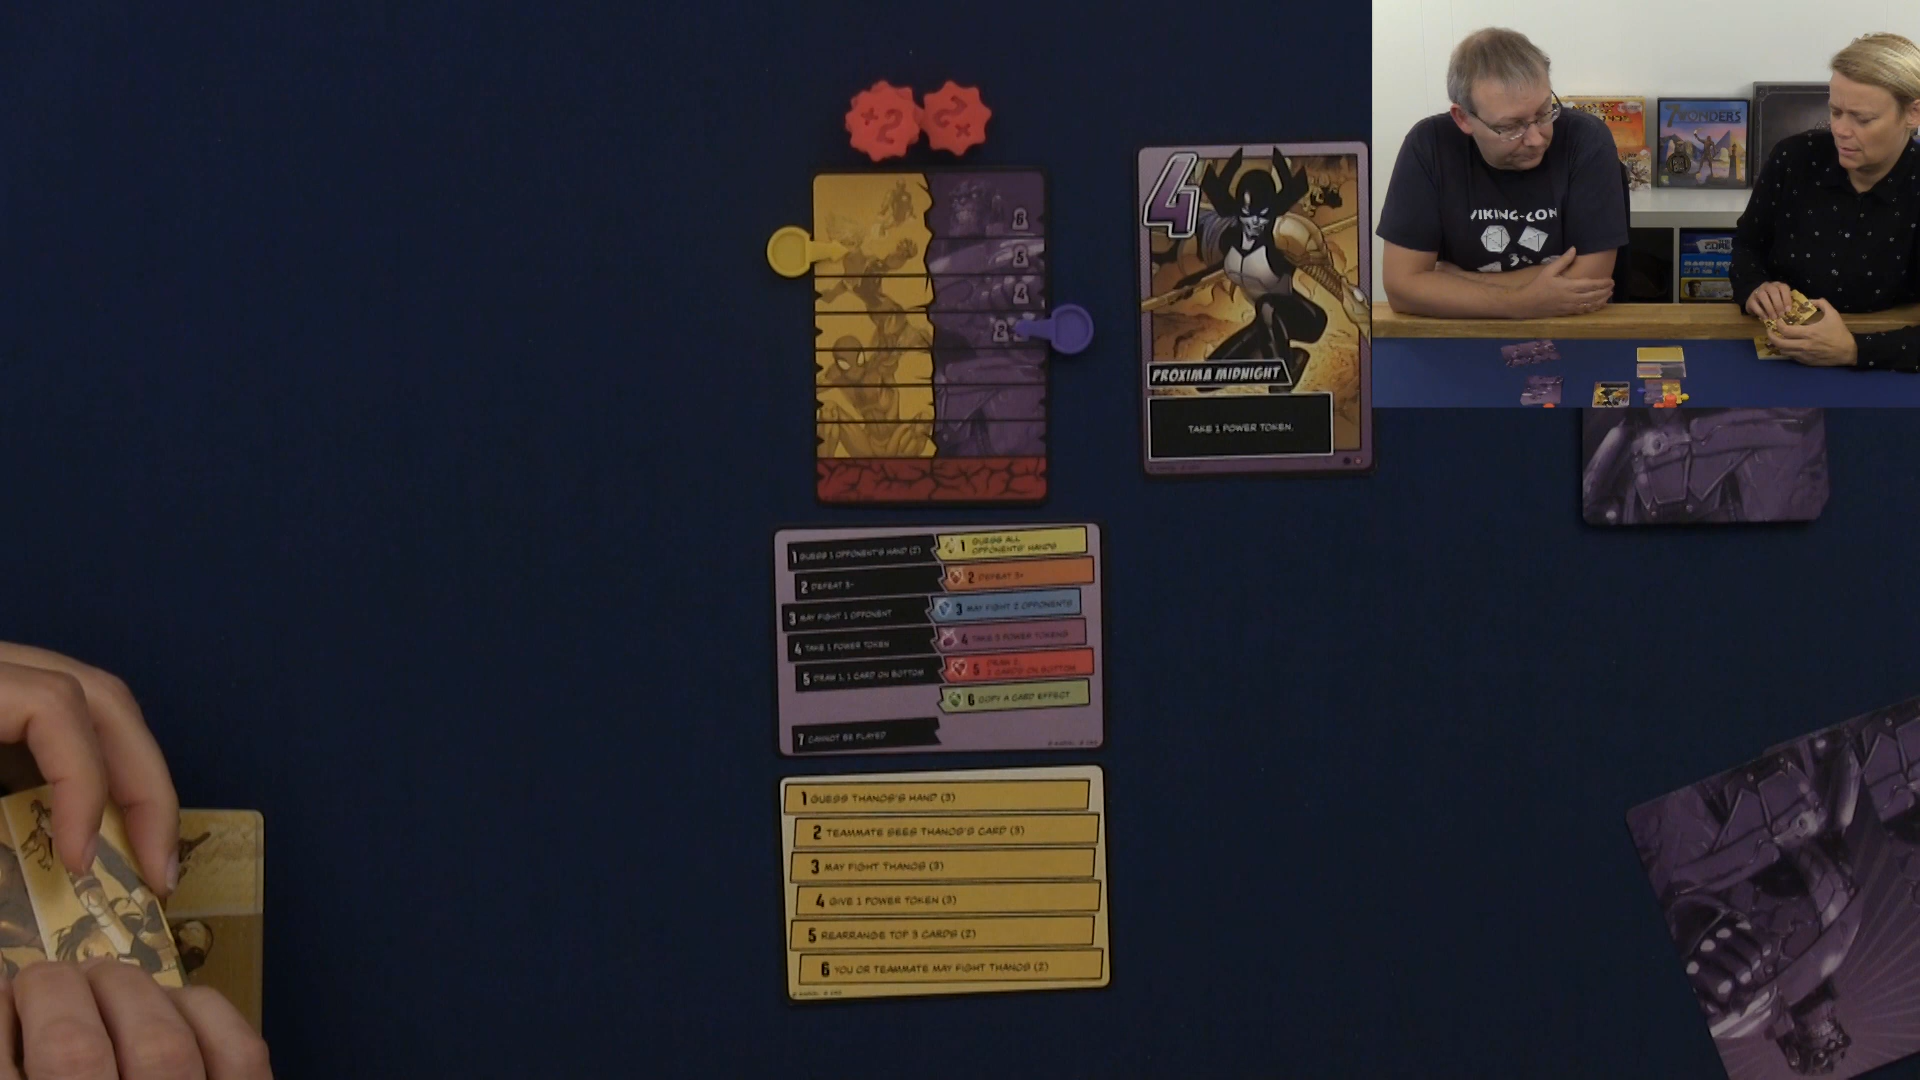 +2
+2
6
5
4
2
4
PROXIMA MIDNIGHT
TAKE 1 POWER TOKEN.
7 WONDERS
VIKING-CON
1 GUESS 1 OPPONENT'S HAND (2)
1 GUESS ALL
OPPONENTS' HANDS
2 DEFEAT 3-
2 DEFEAT 3+
3 MAY FIGHT 1 OPPONENT
3 MAY FIGHT 2 OPPONENTS
4 TAKE 1 POWER TOKEN
5 DRAW 1, 1 CARD ON BOTTOM
6 COPY A CARD EFFECT
7 CANNOT BE PLAYED
1 GUESS THANOS'S HAND (3)
2 TEAMMATE SEES THANOS'S CARD (3)
3 MAY FIGHT THANOS (3)
4 GIVE 1 POWER TOKEN (3)
5 REARRANGE TOP 3 CARDS (2)
6 YOU OR TEAMMATE MAY FIGHT THANOS (2)